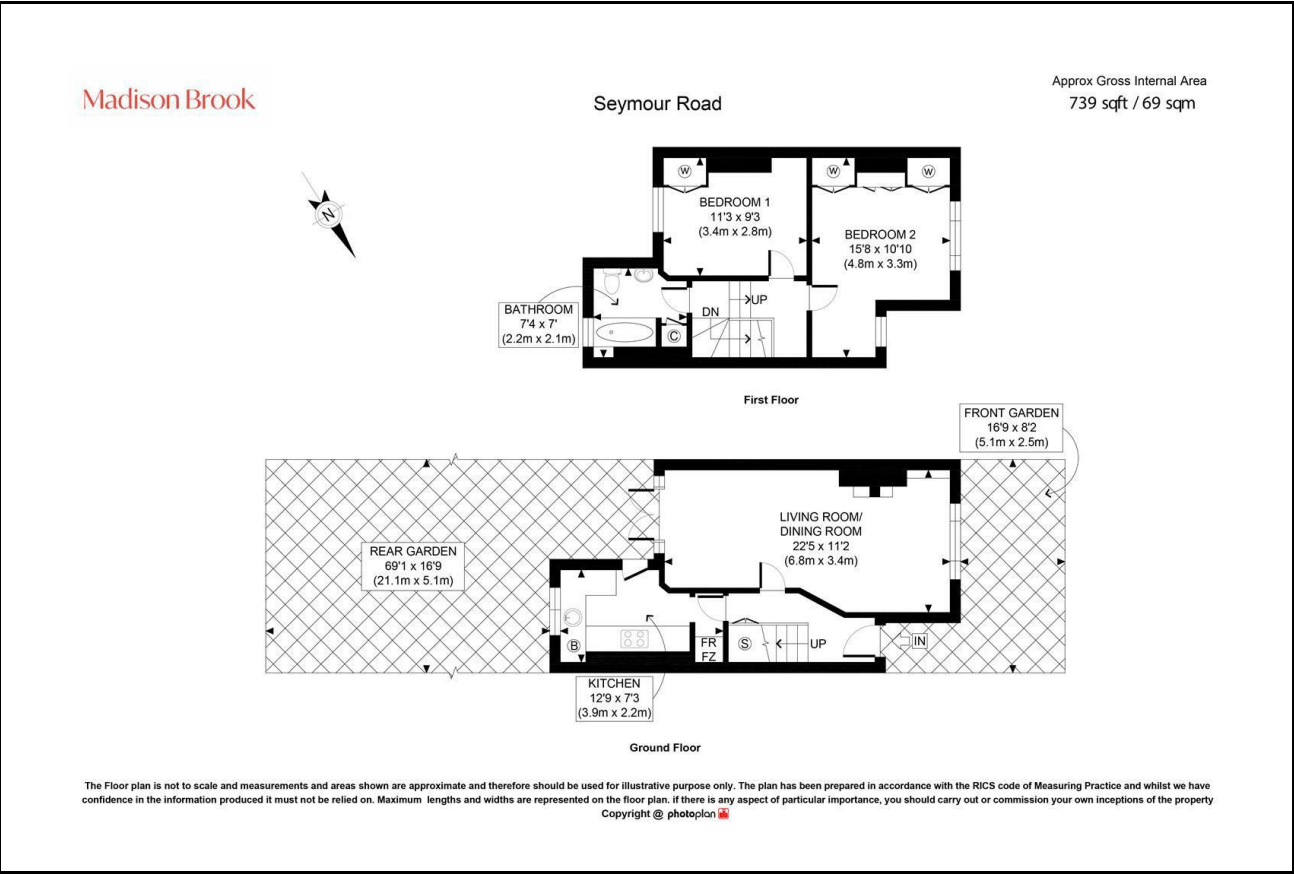 Madison Brook
Seymour Road
Approx Gross Internal Area
739 sqft / 69 sqm
N
W
W
W
BEDROOM 1
11'3 x 9'3
(3.4m x 2.8m)
BEDROOM 2
15'8 x 10'10
(4.8m x 3.3m)
BATHROOM
7'4 x 7'
(2.2m x 2.1m)
UP
DN
C
First Floor
FRONT GARDEN
16'9 x 8'2
(5.1m x 2.5m)
LIVING ROOM/
DINING ROOM
22'5 x 11'2
(6.8m x 3.4m)
REAR GARDEN
69'1 x 16'9
(21.1m x 5.1m)
B
FR
FZ
S
UP
IN
KITCHEN
12'9 x 7'3
(3.9m x 2.2m)
Ground Floor
The Floor plan is not to scale and measurements and areas shown are approximate and therefore should be used for illustrative purpose only. The plan has been prepared in accordance with the RICS code of Measuring Practice and whilst we have
confidence in the information produced it must not be relied on. Maximum lengths and widths are represented on the floor plan. if there is any aspect of particular importance, you should carry out or commission your own inceptions of the property
Copyright @ photoplan